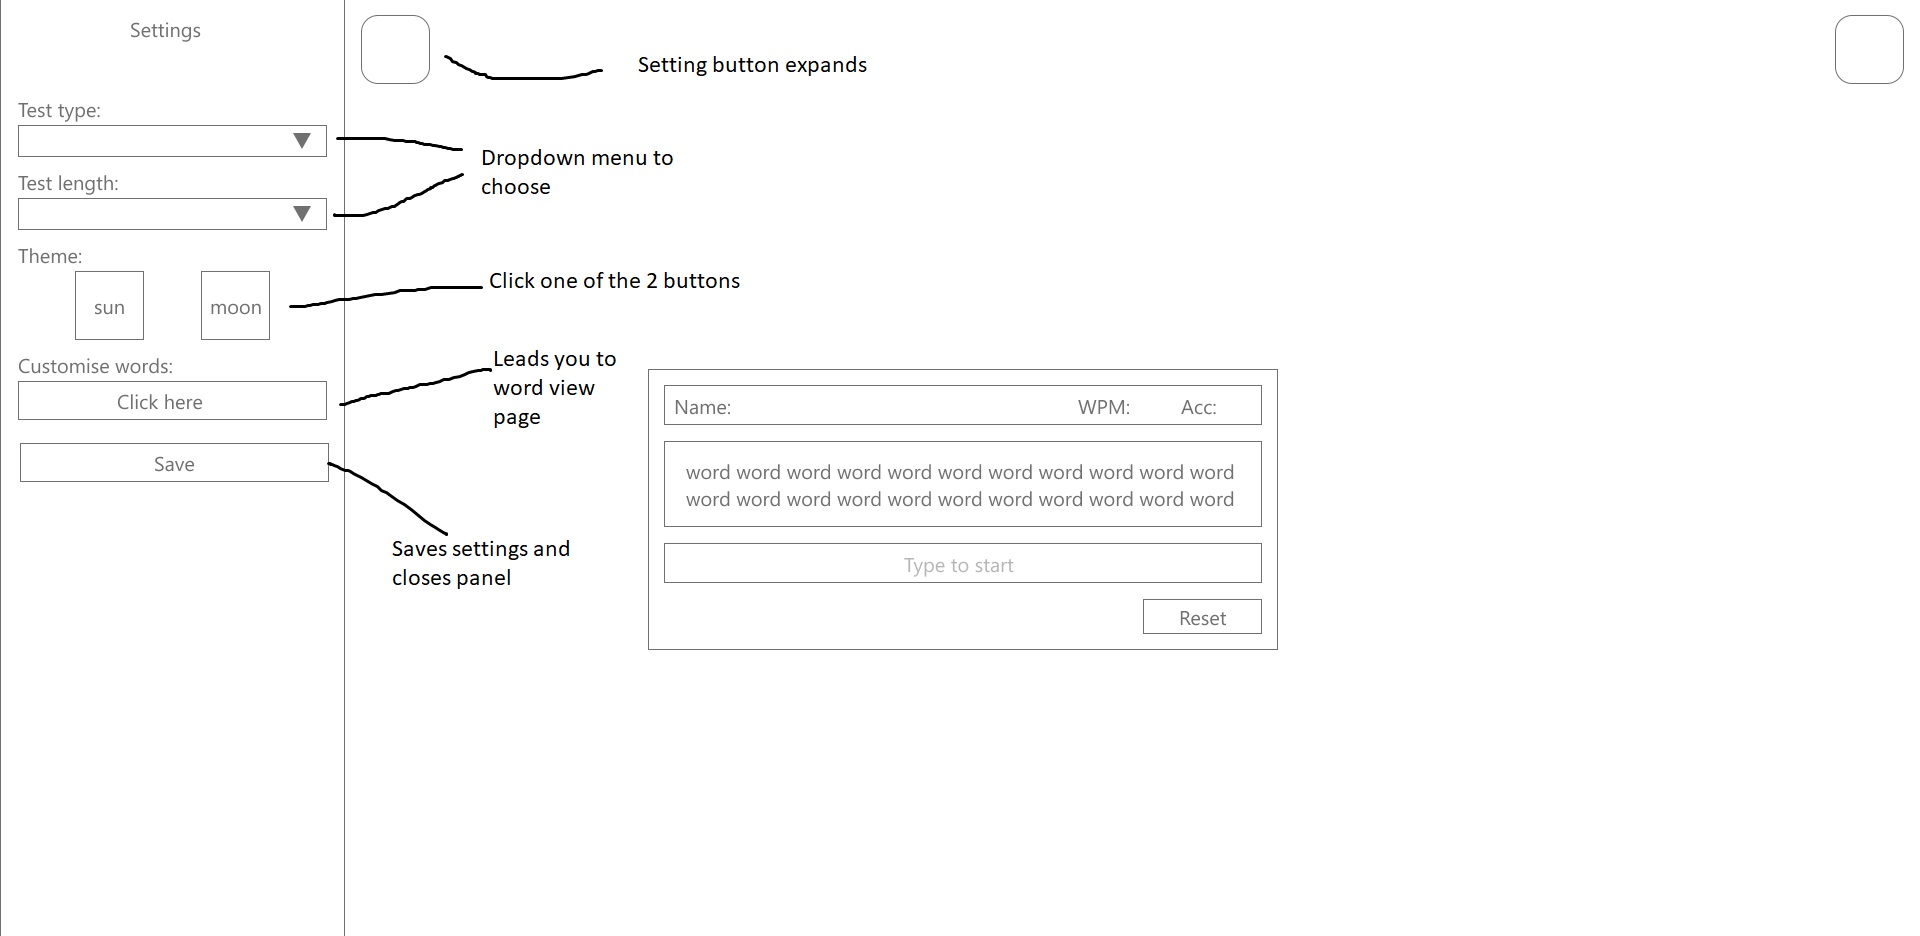 Settings
Test type:
Test length:
Theme:
sun
moon
Customise words:
Click here
Save
Setting button expands
Dropdown menu to
choose
Click one of the 2 buttons
Leads you to
word view
page
Saves settings and
closes panel
Name:
WPM:
Acc:
word word word word word word word word word word word
word word word word word word word word word word word
Type to start
Reset